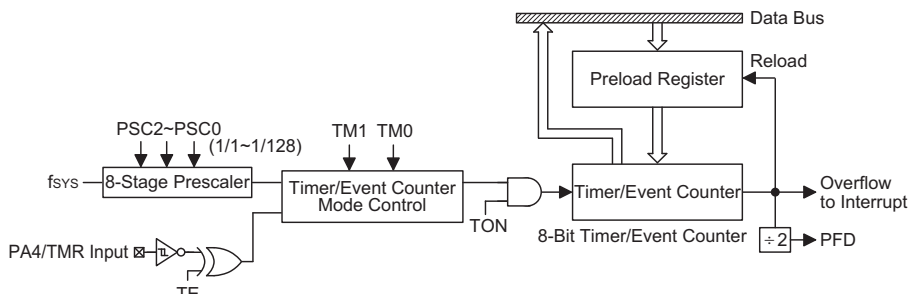 Data Bus
Preload Register
Reload
PSC2~PSC0
(1/1~1/128)
TM1 TM0
fSYS
8-Stage Prescaler
Timer/Event Counter
Mode Control
TON
Timer/Event Counter
8-Bit Timer/Event Counter
Overflow
to Interrupt
÷2
PFD
PA4/TMR Input
TE